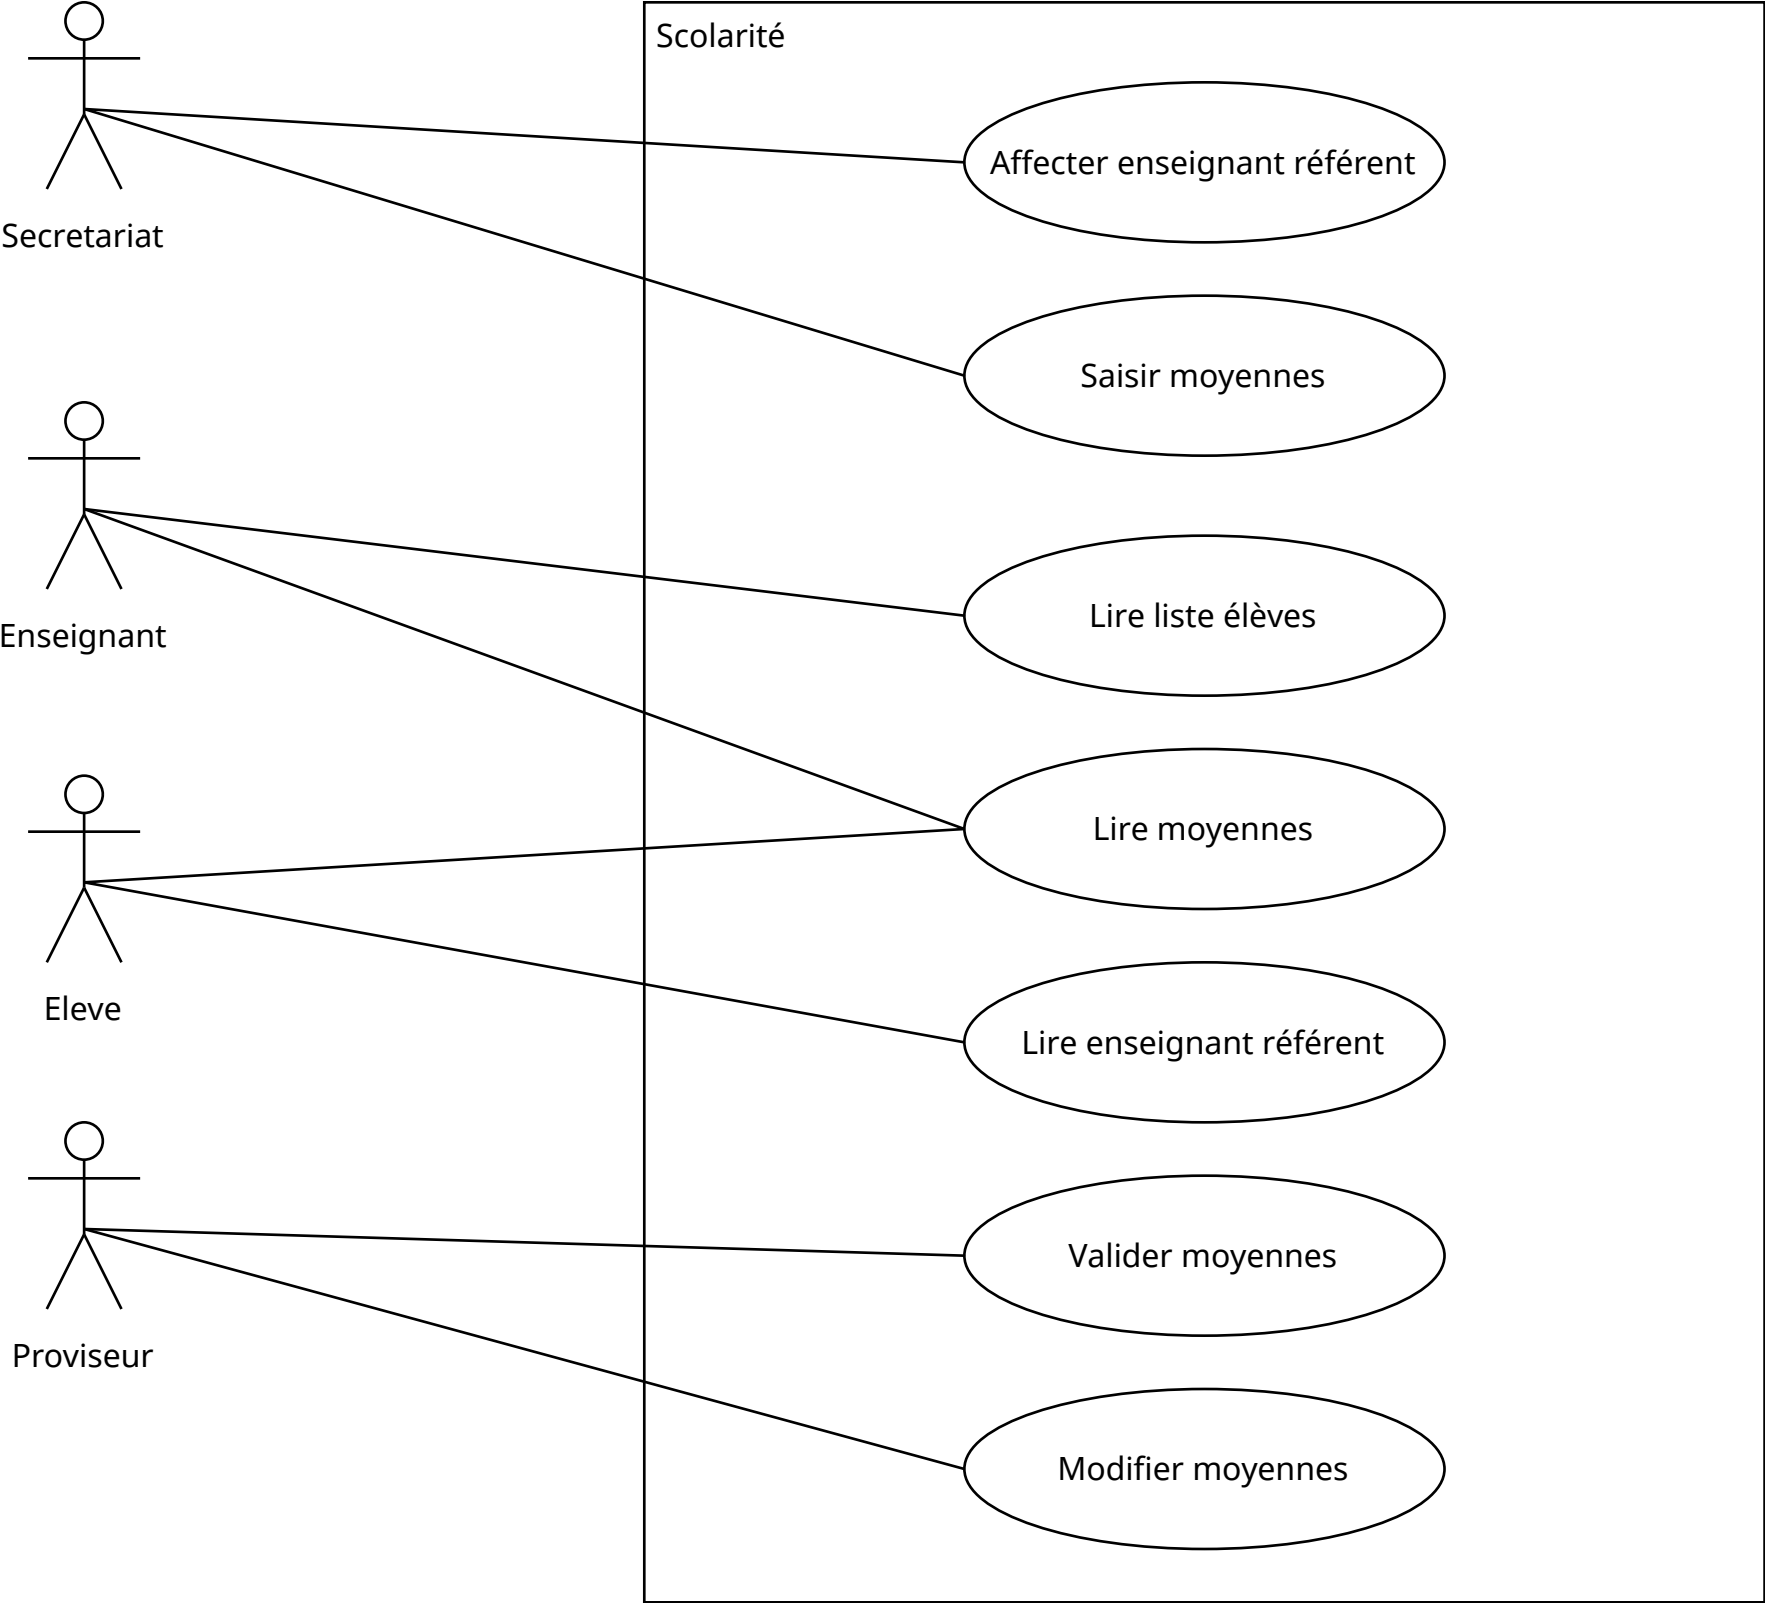 Scolarité
Secretariat
Affecter enseignant référent
Saisir moyennes
Enseignant
Lire liste élèves
Lire moyennes
Eleve
Lire enseignant référent
Proviseur
Valider moyennes
Modifier moyennes